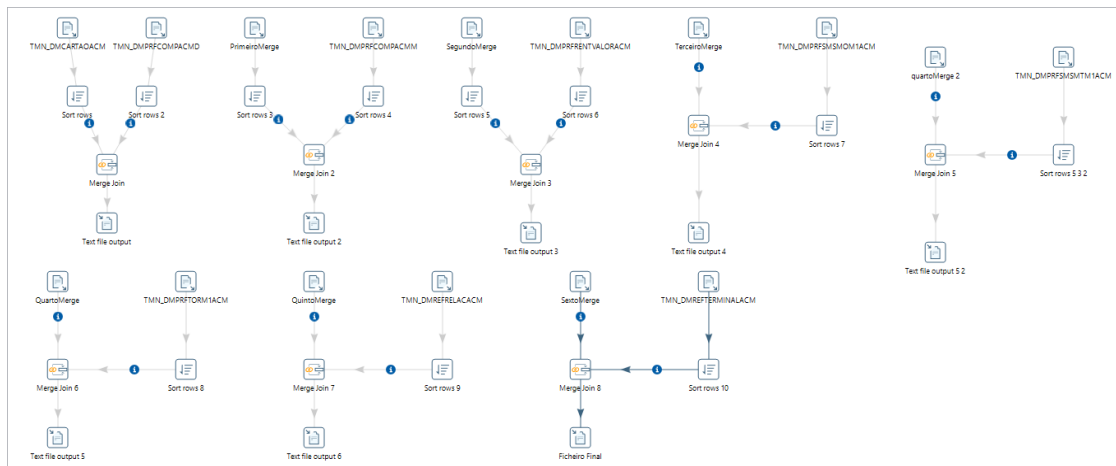 TMN_DMCARTAOACM
TMN_DMPRFCOMPACMD
PrimeiroMerge
TMN_DMPRFCOMPACMM
SegundoMerge
TMN_DMPRFRENTVALORACM
TerceiroMerge
TMN_DMPRFSMSMOM1ACM
quartoMerge 2
TMN_DMPRFSMSMTM1ACM
Sort rows
Sort rows 2
Sort rows 3
Sort rows 4
Sort rows 5
Sort rows 6
Merge Join 4
Sort rows 7
Merge Join
Merge Join 2
Merge Join 3
Merge Join 5
Sort rows 5 3 2
Text file output
Text file output 2
Text file output 3
Text file output 4
Text file output 5 2
QuartoMerge
TMN_DMPRFTORM1ACM
QuintoMerge
TMN_DMREFRELACACM
SextoMerge
TMN_DMREFTERMINALACM
Merge Join 6
Sort rows 8
Merge Join 7
Sort rows 9
Merge Join 8
Sort rows 10
Text file output 5
Text file output 6
Ficheiro Final